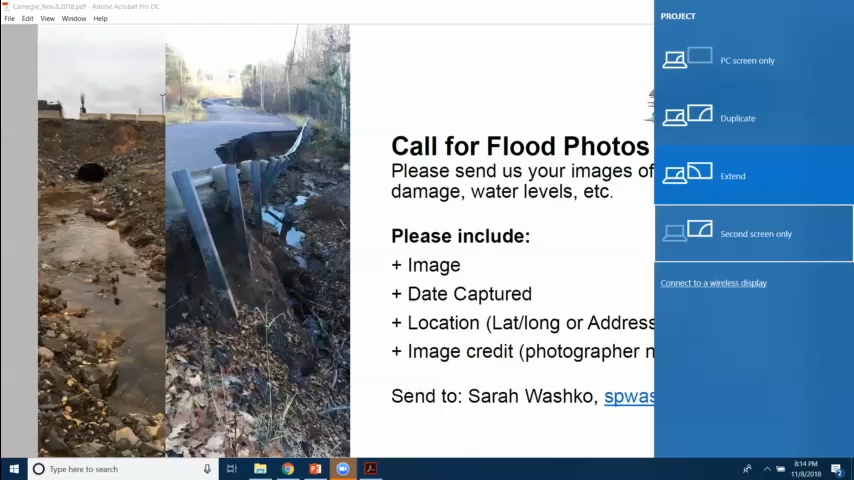 Carnegie_Nov.8.2018.pdf - Adobe Acrobat Pro DC
File Edit View Window Help
Call for Flood Photos
Please send us your images of
damage, water levels, etc.
Please include:
+ Image
+ Date Captured
+ Location (Lat/long or Address
+ Image credit (photographer n
Send to: Sarah Washko, spwas
PROJECT
PC screen only
Duplicate
Extend
Second screen only
Connect to a wireless display
Type here to search
8:14 PM
11/8/2018
2